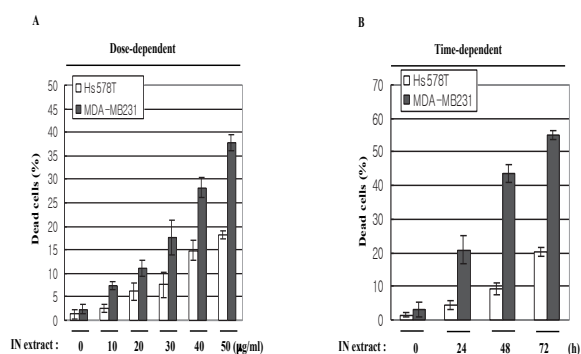 A
Dose-dependent
Hs578T
MDA-MB231
Dead cells (%)
50
45
40
35
30
25
20
15
10
5
0
IN extract : 0 10 20 30 40 50 (μg/ml)
B
Time-dependent
Hs578T
MDA-MB231
Dead cells (%)
70
60
50
40
30
20
10
0
IN extract : 0 24 48 72 (h)